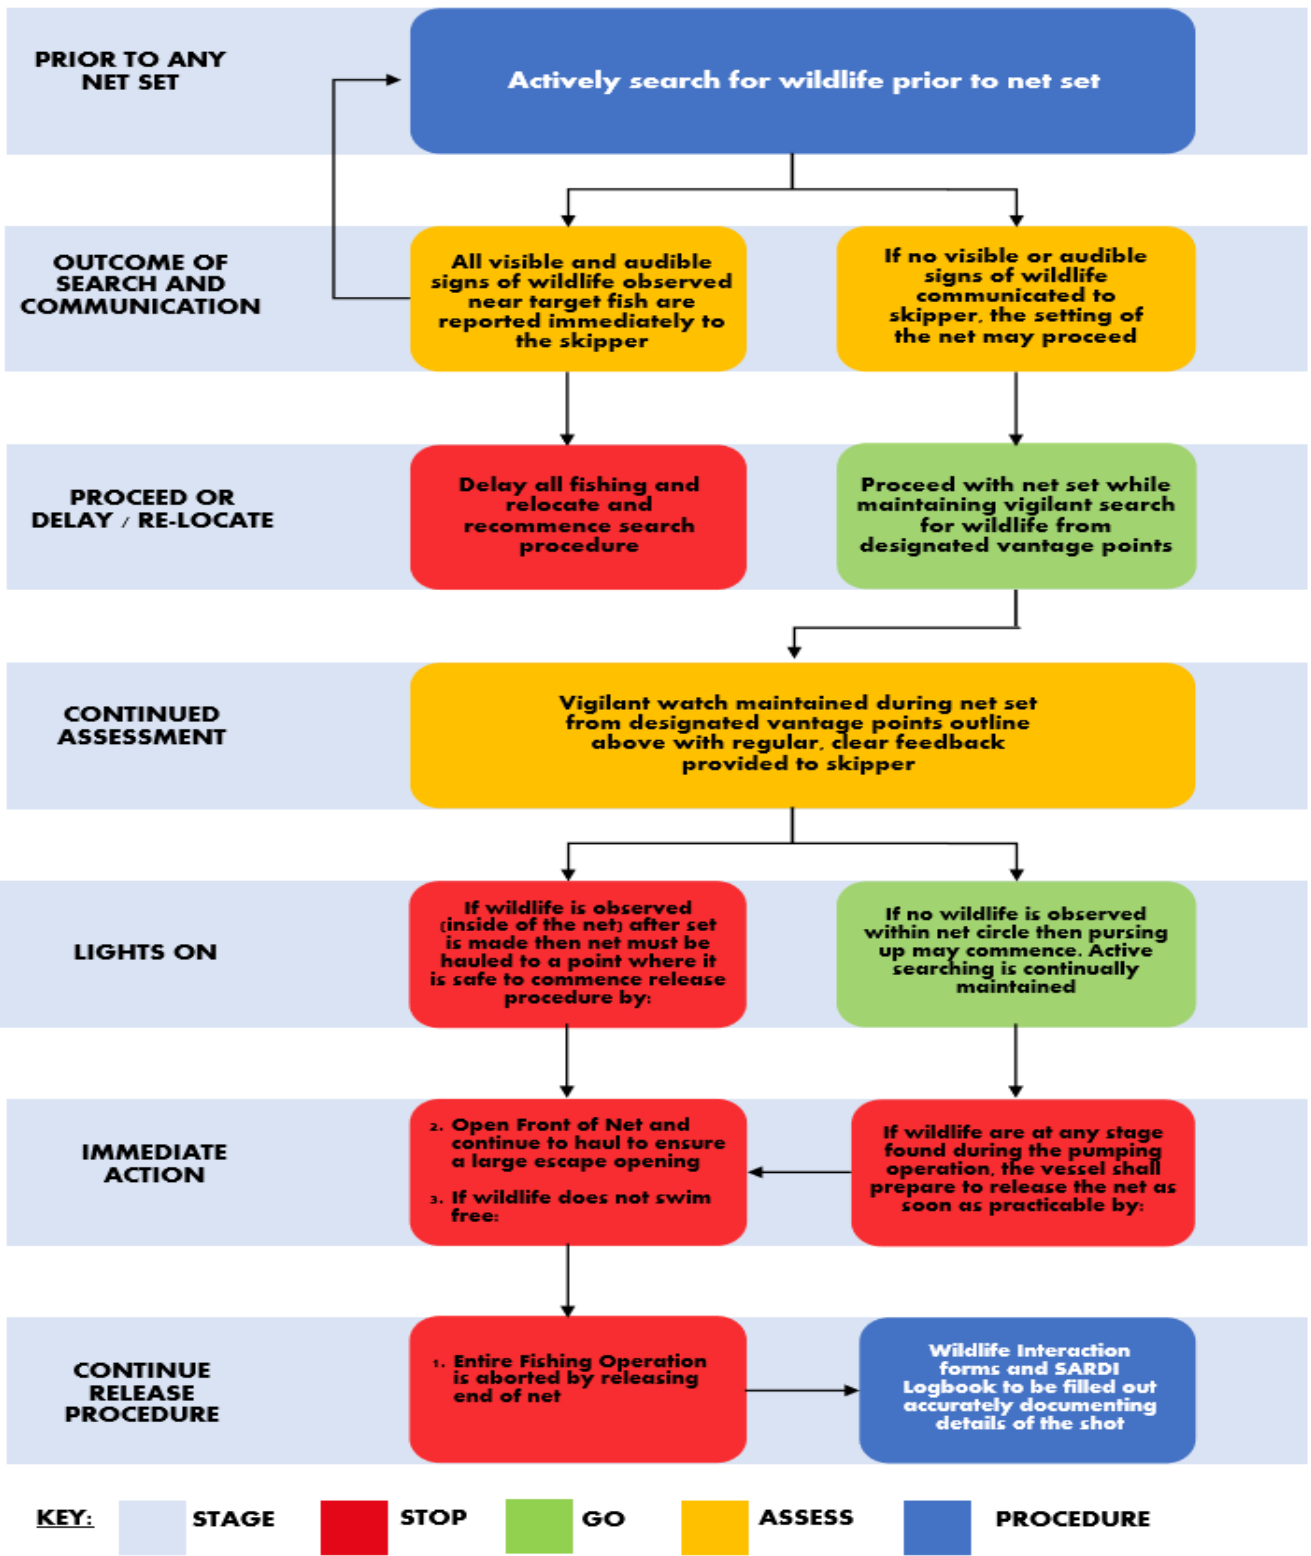 PRIOR TO ANY
NET SET
Actively search for wildlife prior to net set
OUTCOME OF
SEARCH AND
COMMUNICATION
All visible and audible
signs of wildlife observed
near target fish are
reported immediately to
the skipper
If no visible or audible
signs of wildlife
communicated to
skipper, the setting of
the net may proceed
PROCEED OR
DELAY / RE-LOCATE
Delay all fishing and
relocate and
recommence search
procedure
Proceed with net set while
maintaining vigilant search
for wildlife from
designated vantage points
CONTINUED
ASSESSMENT
Vigilant watch maintained during net set
from designated vantage points outline
above with regular, clear feedback
provided to skipper
LIGHTS ON
If wildlife is observed
(inside of the net) after set
is made then net must be
hauled to a point where it
is safe to commence release
procedure by:
If no wildlife is observed
within net circle then pursing
up may commence. Active
searching is continually
maintained
IMMEDIATE
ACTION
2. Open Front of Net and
continue to haul to ensure
a large escape opening
3. If wildlife does not swim
free:
If wildlife are at any stage
found during the pumping
operation, the vessel shall
prepare to release the net as
soon as practicable by:
CONTINUE
RELEASE
PROCEDURE
1. Entire Fishing Operation
is aborted by releasing
end of net
Wildlife Interaction
forms and SARDI
Logbook to be filled out
accurately documenting
details of the shot
KEY: STAGE STOP GO ASSESS PROCEDURE